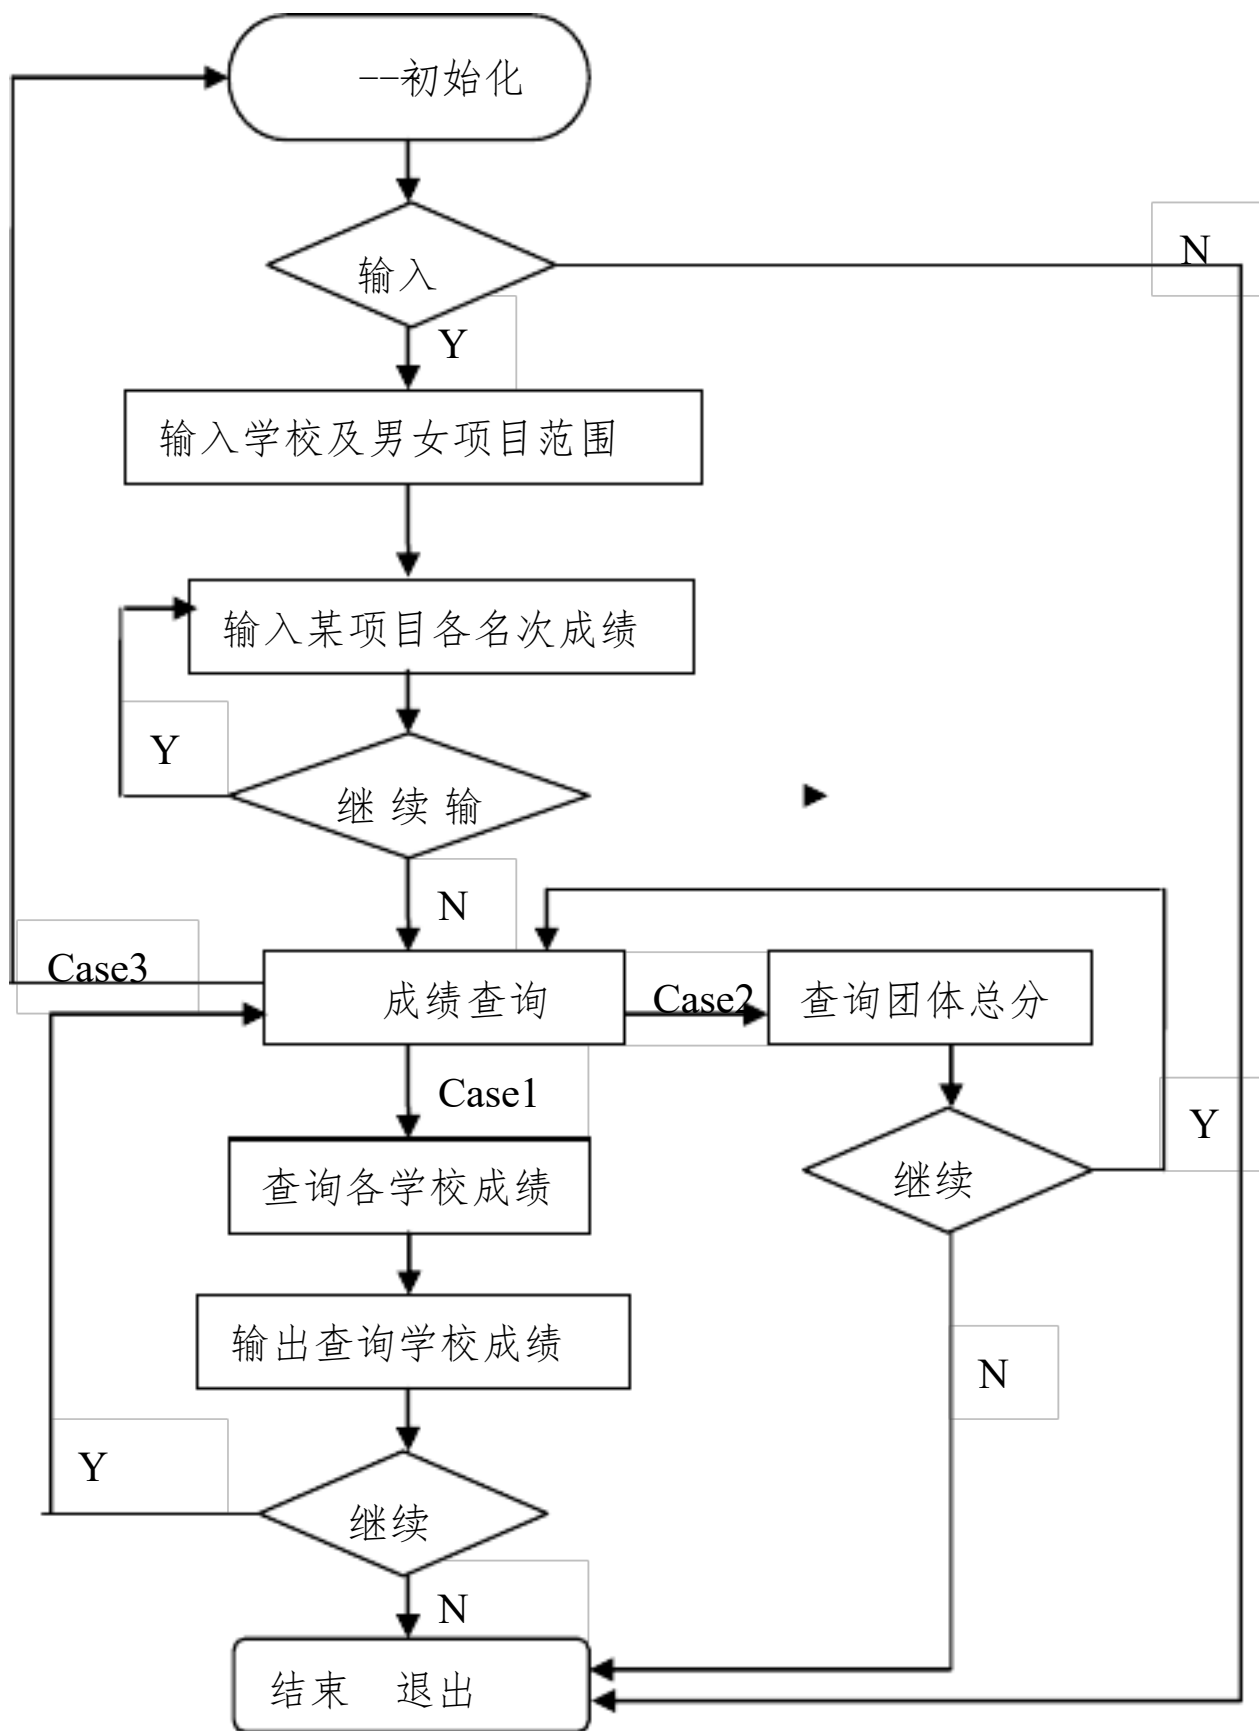 --初始化
输入
N
Y
输入学校及男女项目范围
输入某项目各名次成绩
Y
继 续 输
N
Case3
成绩查询
Case2
查询团体总分
Case1
Y
查询各学校成绩
继续
输出查询学校成绩
N
Y
继续
N
结束 退出